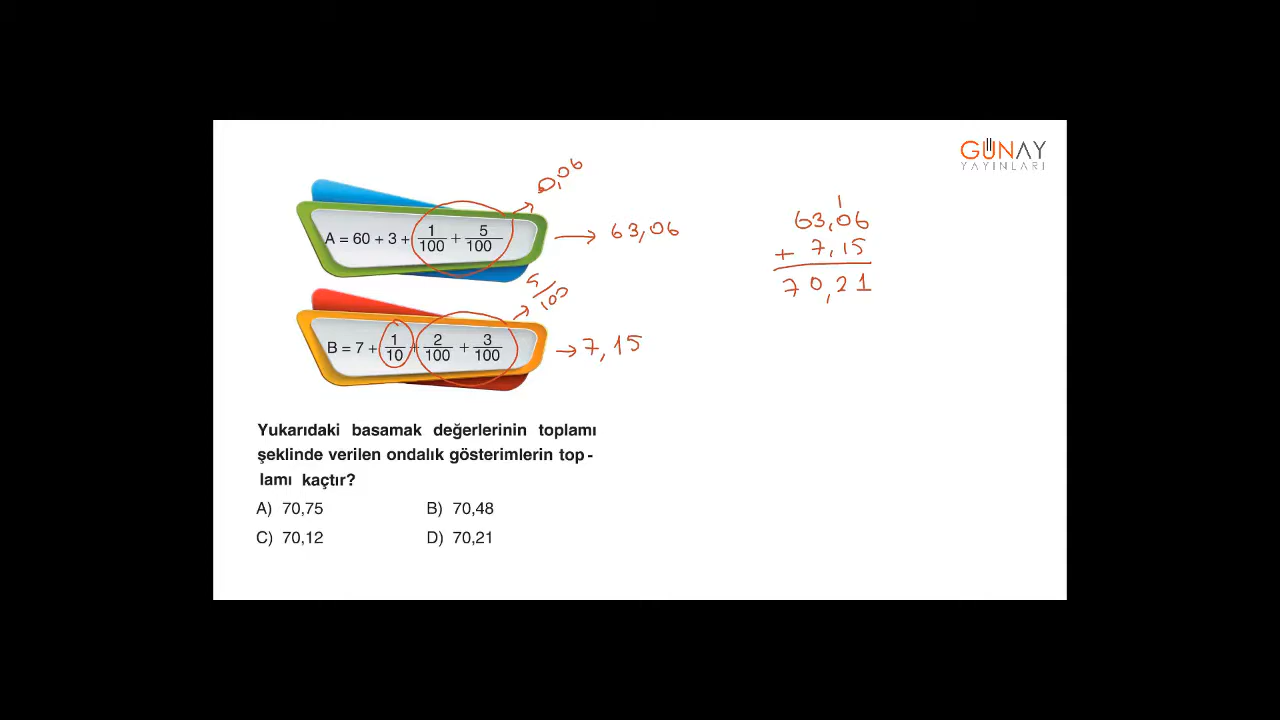 GÜNAY
YAYINLARI
0,06
A = 60 + 3 + 1/100 + 5/100
63,06
5/100
B = 7 + 1/10 + 2/100 + 3/100
7,15
1
63,06
+ 7,15
70,21
Yukarıdaki basamak değerlerinin toplamı
şeklinde verilen ondalık gösterimlerin top -
lamı kaçtır?
A) 70,75 B) 70,48
C) 70,12 D) 70,21